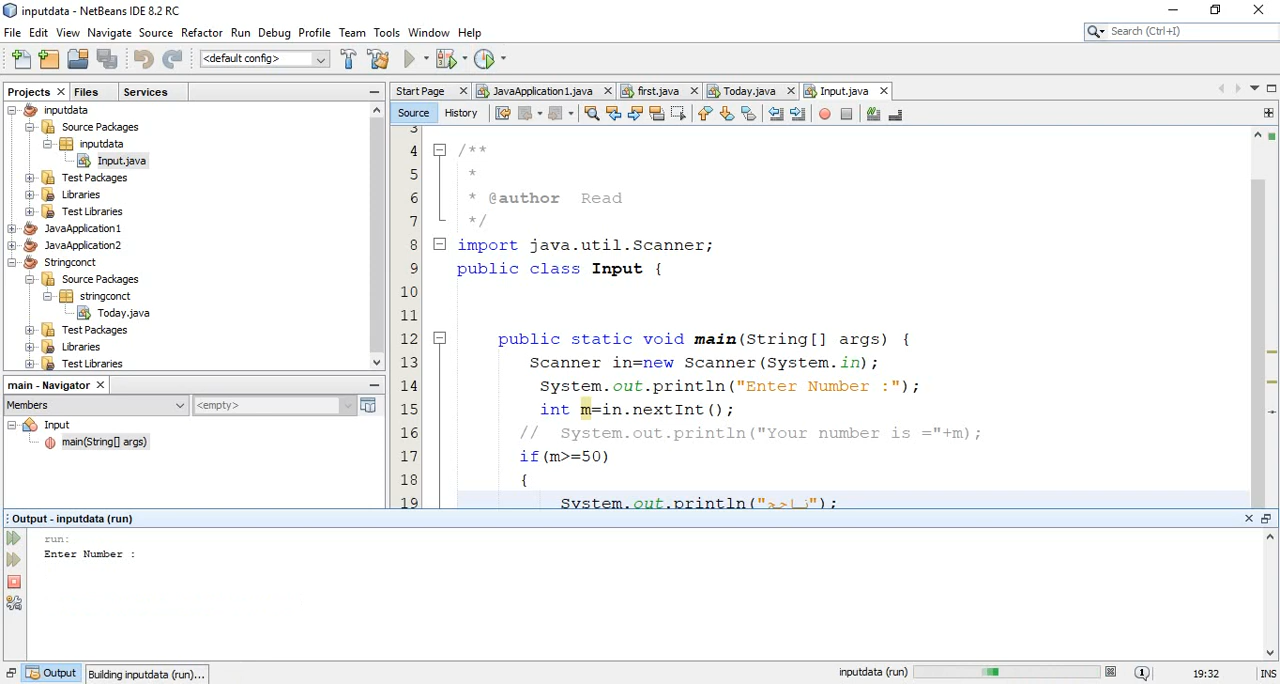 inputdata - NetBeans IDE 8.2 RC
File Edit View Navigate Source Refactor Run Debug Profile Team Tools Window Help
Search (Ctrl+I)
<default config>
Projects Files Services
Start Page JavaApplication1.java first.java Today.java Input.java
Source History
inputdata
Source Packages
inputdata
Input.java
Test Packages
Libraries
Test Libraries
JavaApplication1
JavaApplication2
Stringconct
Source Packages
stringconct
Today.java
Test Packages
Libraries
Test Libraries
main - Navigator
Members <empty>
Input
main(String[] args)
3
4 /**
5 *
6 * @author Read
7 */
8 import java.util.Scanner;
9 public class Input {
10
11
12 public static void main(String[] args) {
13 Scanner in=new Scanner(System.in);
14 System.out.println("Enter Number :");
15 int m=in.nextInt();
16 // System.out.println("Your number is ="+m);
17 if(m>=50)
18 {
19 System.out.println("ناجح");
Output - inputdata (run)
run:
Enter Number :
Output Building inputdata (run)... inputdata (run) 1 19:32 INS